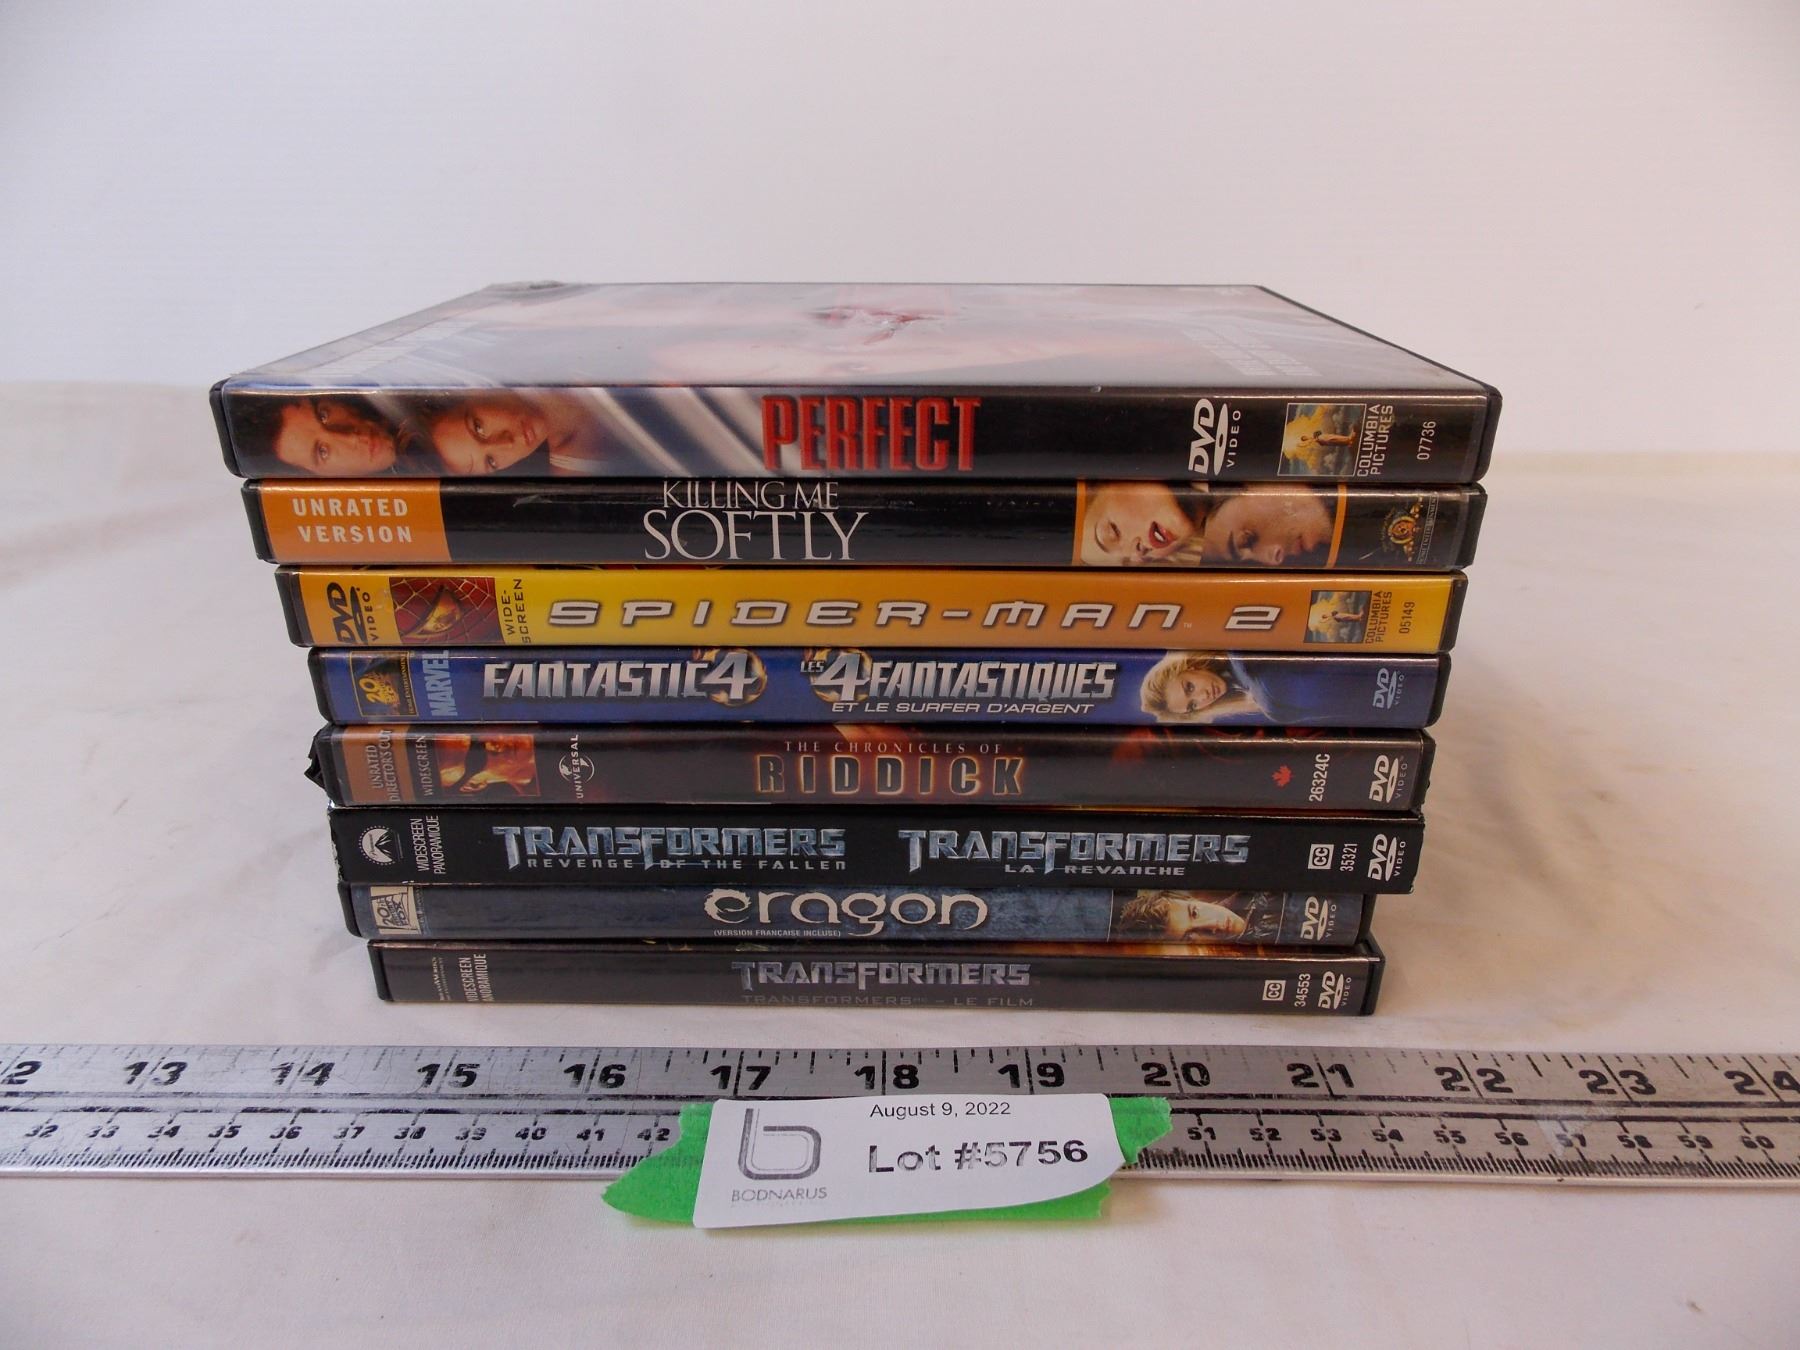 PERFECT
DVD
VIDEO
COLUMBIA
PICTURES
07736
UNRATED
VERSION
KILLING ME
SOFTLY
DVD
VIDEO
WIDE-
SCREEN
SPIDER-MAN 2
COLUMBIA
PICTURES
05149
20
MARVEL
FANTASTIC 4
LES 4 FANTASTIQUES
ET LE SURFER D'ARGENT
DVD
VIDEO
UNRATED
DIRECTOR'S CUT
WIDESCREEN
UNIVERSAL
THE CHRONICLES OF
RIDDICK
26324C
DVD
VIDEO
WIDESCREEN
PANORAMIQUE
TRANSFORMERS
REVENGE OF THE FALLEN
TRANSFORMERS
LA REVANCHE
CC
35321
DVD
VIDEO
20th
FOX
eragon
(VERSION FRANÇAISE INCLUSE)
DVD
VIDEO
WIDESCREEN
PANORAMIQUE
TRANSFORMERS
TRANSFORMERS MC - LE FILM
CC
34553
DVD
VIDEO
12 13 14 15 16 17 18 19 20 21 22 23 24
32 33 34 35 36 37 38 39 40 41 42 51 52 53 54 55 56 57 58 59 60
August 9, 2022
Lot #5756
b
BODNARUS